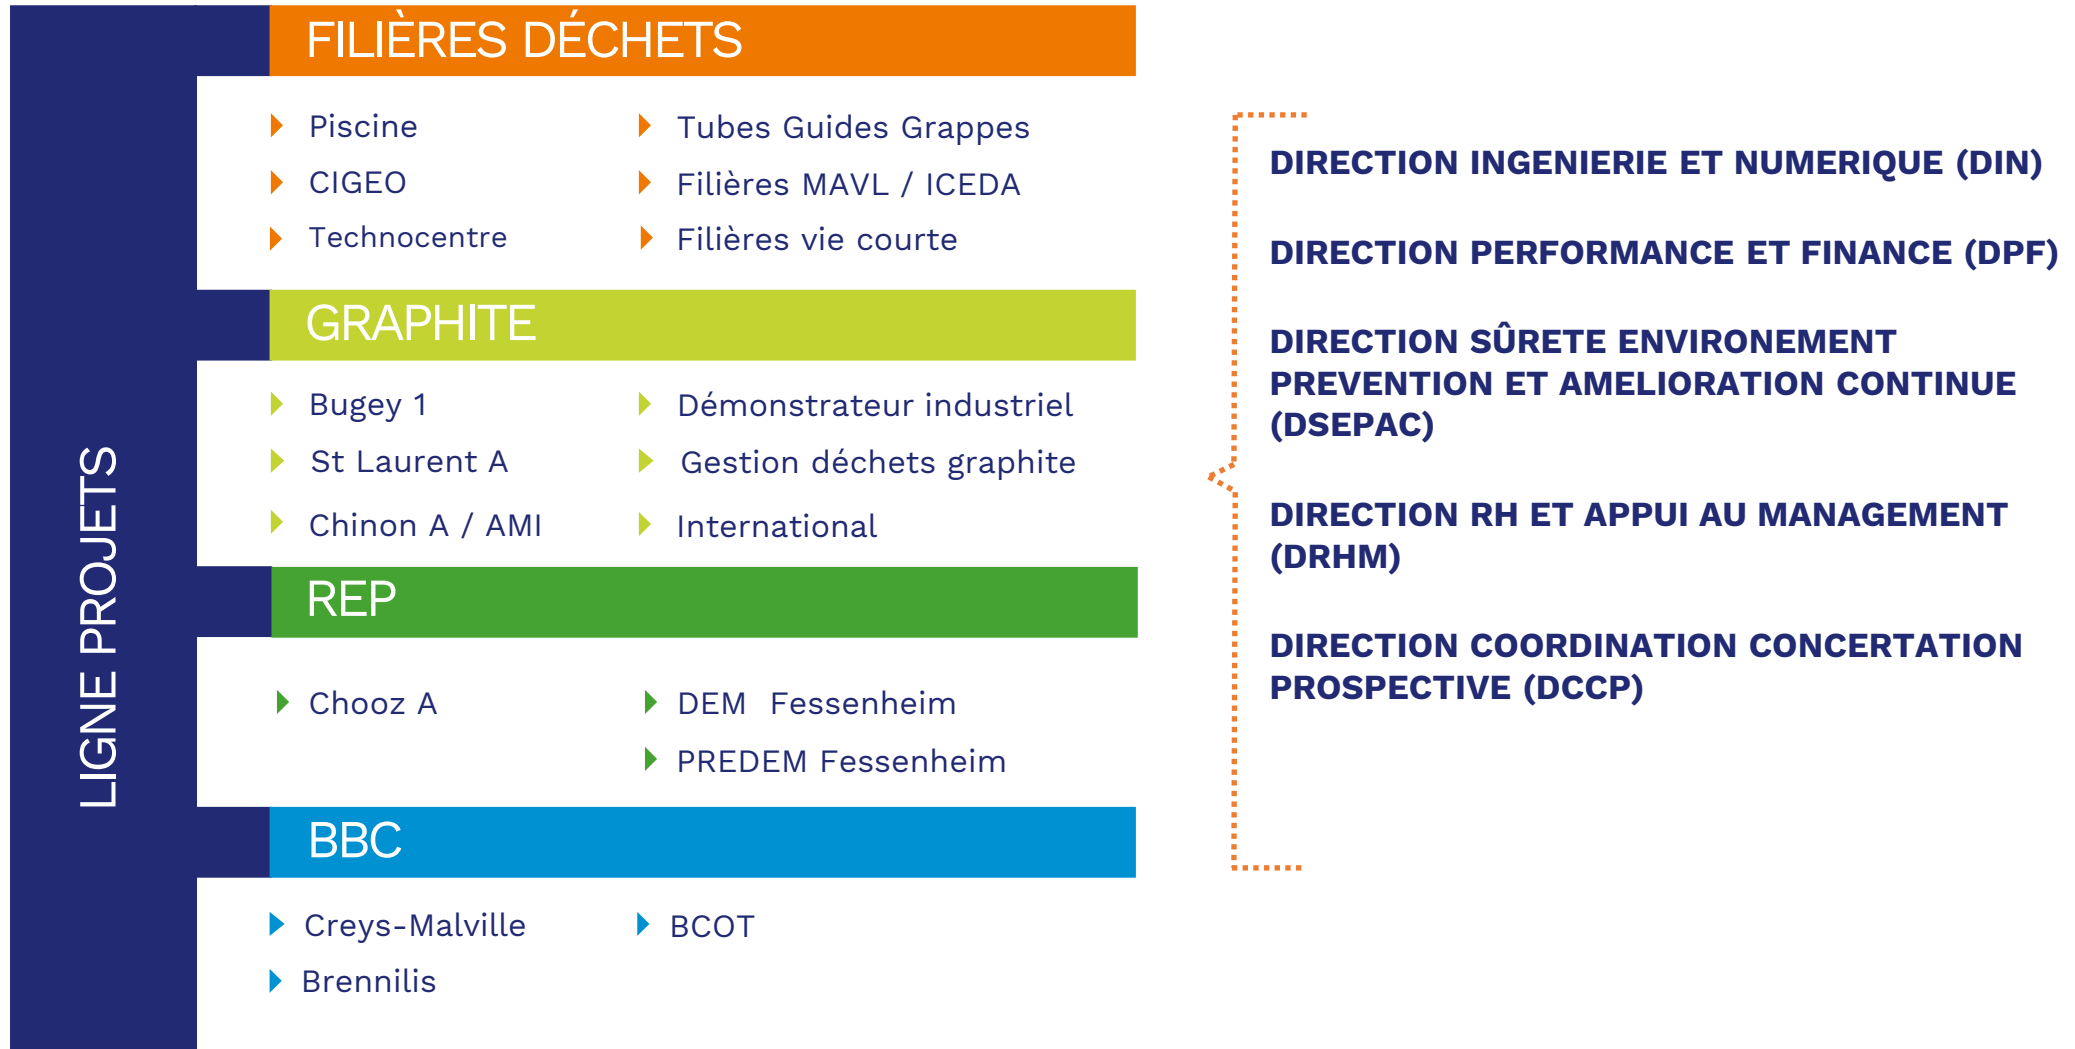 LIGNE PROJETS
FILIÈRES DÉCHETS
Piscine
CIGEO
Technocentre
Tubes Guides Grappes
Filières MAVL / ICEDA
Filières vie courte
GRAPHITE
Bugey 1
St Laurent A
Chinon A / AMI
Démonstrateur industriel
Gestion déchets graphite
International
REP
Chooz A
DEM  Fessenheim
PREDEM Fessenheim
BBC
Creys-Malville
Brennilis
BCOT
DIRECTION INGENIERIE ET NUMERIQUE (DIN)
DIRECTION PERFORMANCE ET FINANCE (DPF)
DIRECTION SÛRETE ENVIRONEMENT
PREVENTION ET AMELIORATION CONTINUE
(DSEPAC)
DIRECTION RH ET APPUI AU MANAGEMENT
(DRHM)
DIRECTION COORDINATION CONCERTATION
PROSPECTIVE (DCCP)